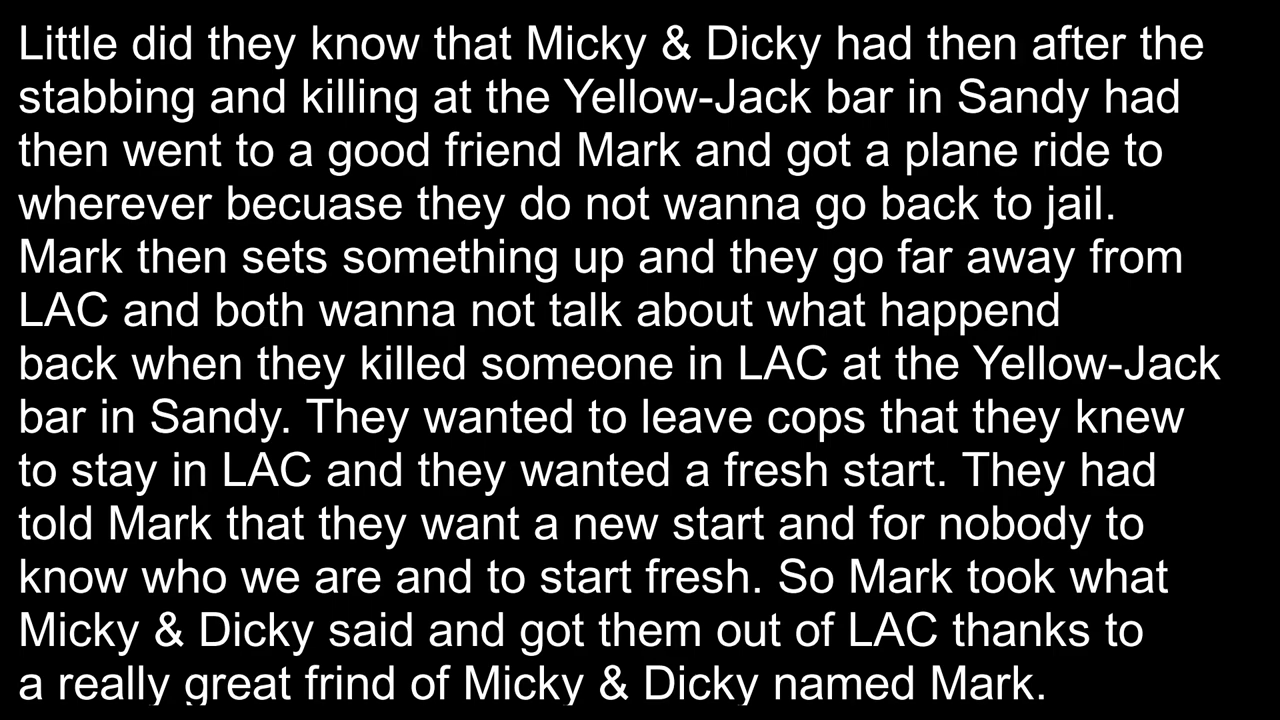 Little did they know that Micky & Dicky had then after the
stabbing and killing at the Yellow-Jack bar in Sandy had
then went to a good friend Mark and got a plane ride to
wherever becuase they do not wanna go back to jail.
Mark then sets something up and they go far away from
LAC and both wanna not talk about what happend
back when they killed someone in LAC at the Yellow-Jack
bar in Sandy. They wanted to leave cops that they knew
to stay in LAC and they wanted a fresh start. They had
told Mark that they want a new start and for nobody to
know who we are and to start fresh. So Mark took what
Micky & Dicky said and got them out of LAC thanks to
a really great frind of Micky & Dicky named Mark.